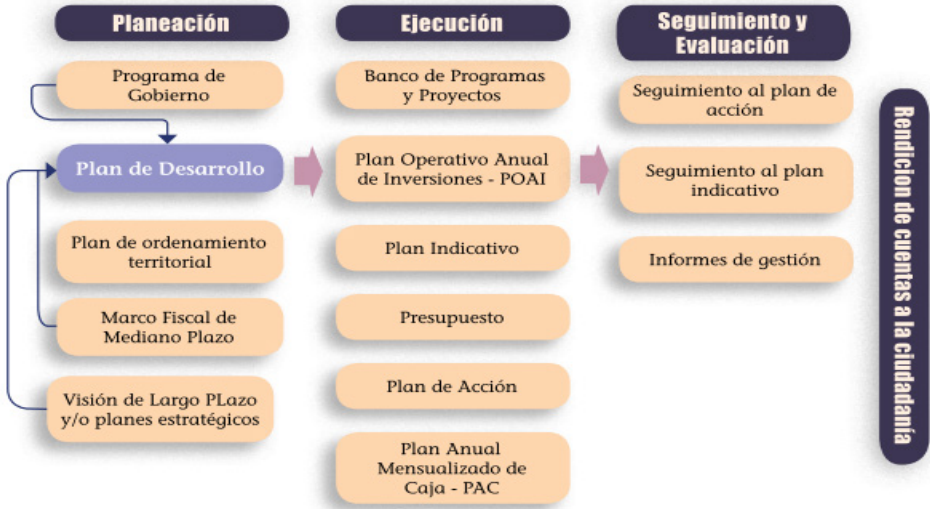 Planeación
Programa de
Gobierno
Plan de Desarrollo
Plan de ordenamiento
territorial
Marco Fiscal de
Mediano Plazo
Visión de Largo PLazo
y/o planes estratégicos
Ejecución
Banco de Programas
y Proyectos
Plan Operativo Anual
de Inversiones - POAI
Plan Indicativo
Presupuesto
Plan de Acción
Plan Anual
Mensualizado de
Caja - PAC
Seguimiento y
Evaluación
Seguimiento al plan de
acción
Seguimiento al plan
indicativo
Informes de gestión
Rendicion de cuentas a la ciudadanía